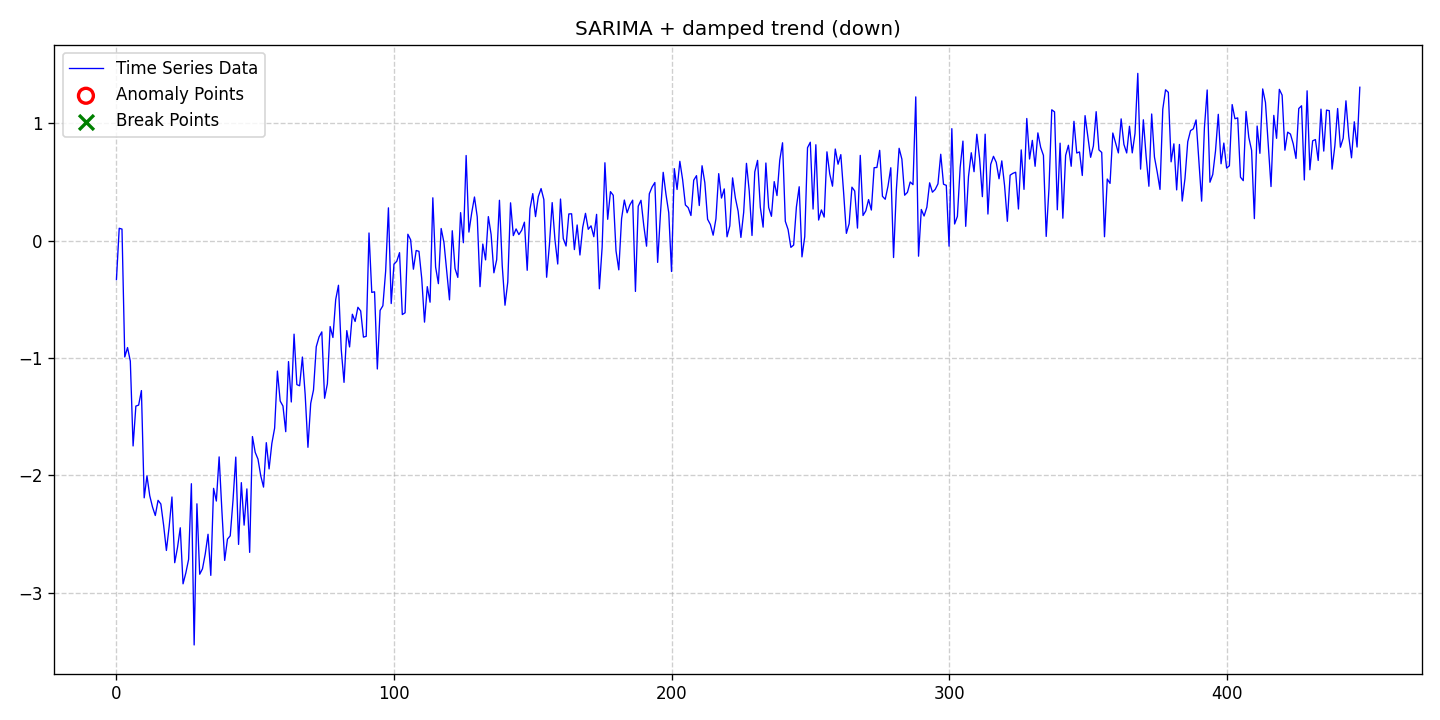 SARIMA + damped trend (down)
Time Series Data
Anomaly Points
Break Points
1
0
−1
−2
−3
0
100
200
300
400